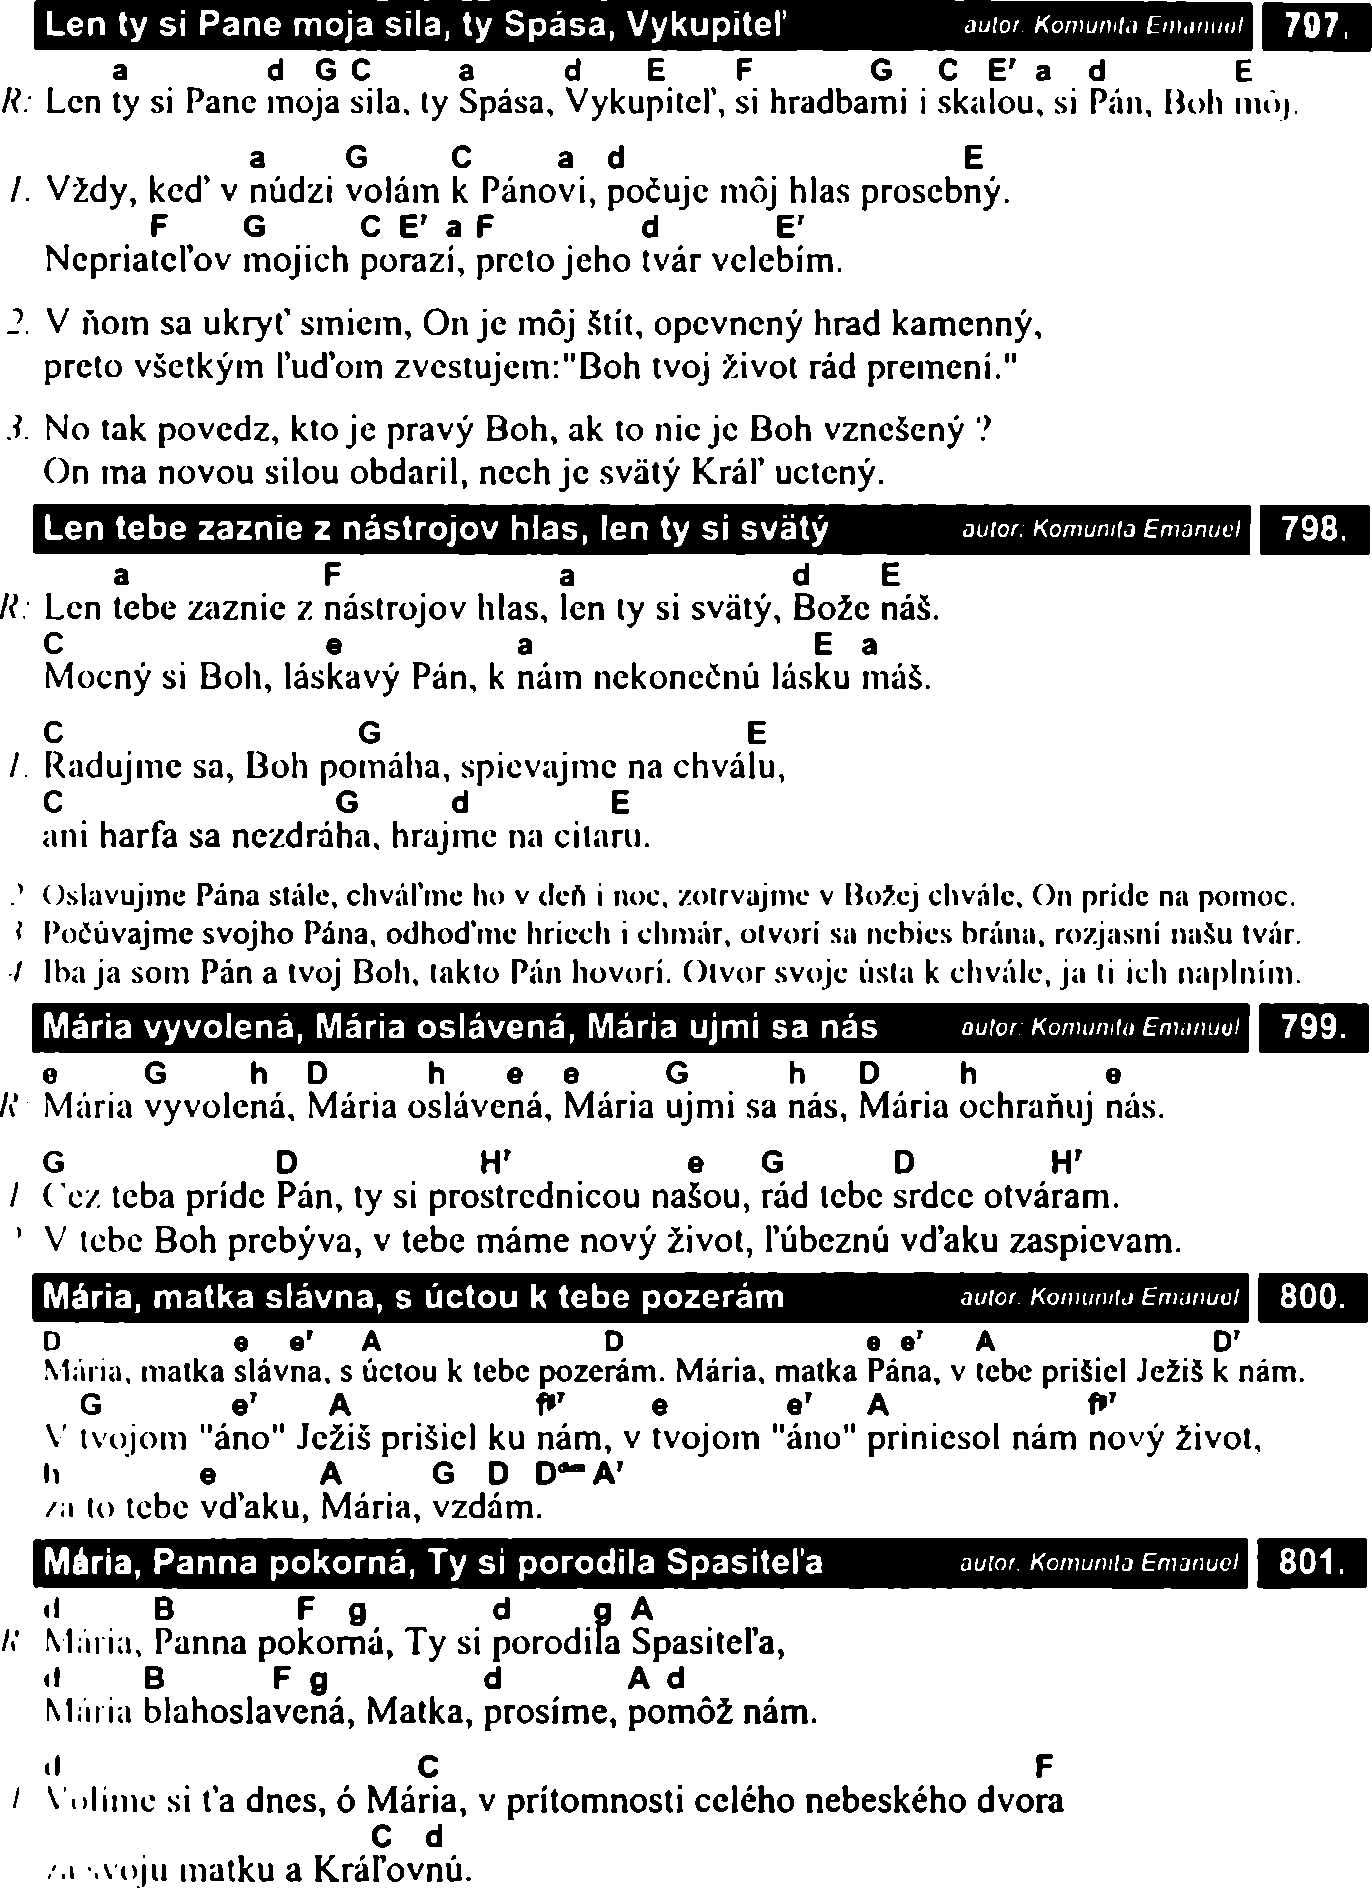 Len ty si Pane moja sila, ty Spása, Vykupiteľ autor. Komunita Emanuel 797.
a d G C a d E F G C E7 a d E
R: Len ty si Pane moja sila, ty Spása, Vykupiteľ, si hradbami i skalou, si Pán, Boh môj.
a G C a d E
1. Vždy, keď v núdzi volám k Pánovi, počuje môj hlas prosebný.
F G C E7 a F d E7
Nepriateľov mojich porazí, preto jeho tvár velebím.
2. V ňom sa ukryť smiem, On je môj štít, opevnený hrad kamenný,
preto všetkým ľuďom zvestujem:"Boh tvoj život rád premení."
3. No tak povedz, kto je pravý Boh, ak to nie je Boh vznešený ?
On ma novou silou obdaril, nech je svätý Kráľ uctený.
Len tebe zaznie z nástrojov hlas, len ty si svätý autor: Komunita Emanuel 798.
a F a d E
R: Len tebe zaznie z nástrojov hlas, len ty si svätý, Bože náš.
C e a E a
Mocný si Boh, láskavý Pán, k nám nekonečnú lásku máš.
C G E
1. Radujme sa, Boh pomáha, spievajme na chválu,
C G d E
ani harfa sa nezdráha, hrajme na citaru.
2 Oslavujme Pána stále, chváľme ho v deň i noc, zotrvajme v Božej chvále, On príde na pomoc.
3 Počúvajme svojho Pána, odhoďme hriech i chmár, otvorí sa nebies brána, rozjasní našu tvár.
4 Iba ja som Pán a tvoj Boh, takto Pán hovorí. Otvor svoje ústa k chvále, ja ti ich naplním.
Mária vyvolená, Mária oslávená, Mária ujmi sa nás autor: Komunita Emanuel 799.
e G h D h e e G h D h e
R Mária vyvolená, Mária oslávená, Mária ujmi sa nás, Mária ochraňuj nás.
G D H7 e G D H7
1 Cez teba príde Pán, ty si prostrednicou našou, rád tebe srdce otváram.
2 V tebe Boh prebýva, v tebe máme nový život, ľúbeznú vďaku zaspievam.
Mária, matka slávna, s úctou k tebe pozerám autor. Komunita Emanuel 800.
D e e7 A D e e7 A D7
Mária, matka slávna, s úctou k tebe pozerám. Mária, matka Pána, v tebe prišiel Ježiš k nám.
G e7 A fis7 e e7 A fis7
V tvojom "áno" Ježiš prišiel ku nám, v tvojom "áno" priniesol nám nový život,
h e A G D D A7
za to tebe vďaku, Mária, vzdám.
Mária, Panna pokorná, Ty si porodila Spasiteľa autor. Komunita Emanuel 801.
d B F g d g A
R Mária, Panna pokorná, Ty si porodila Spasiteľa,
d B F g d A d
Mária blahoslavená, Matka, prosíme, pomôž nám.
d C F
1 Volíme si ťa dnes, ó Mária, v prítomnosti celého nebeského dvora
C d
za svoju matku a Kráľovnú.